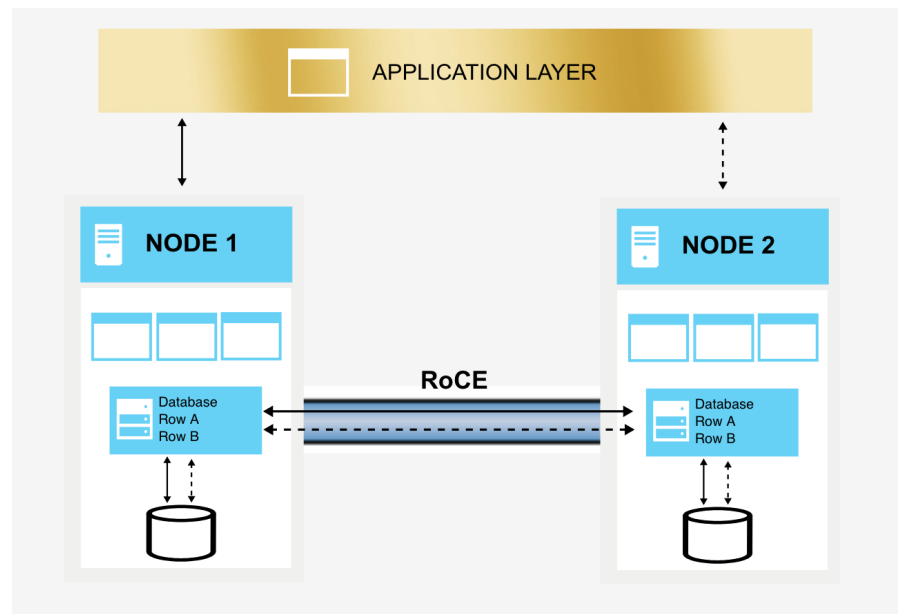 APPLICATION LAYER
NODE 1
NODE 2
RoCE
Database
Row A
Row B
Database
Row A
Row B